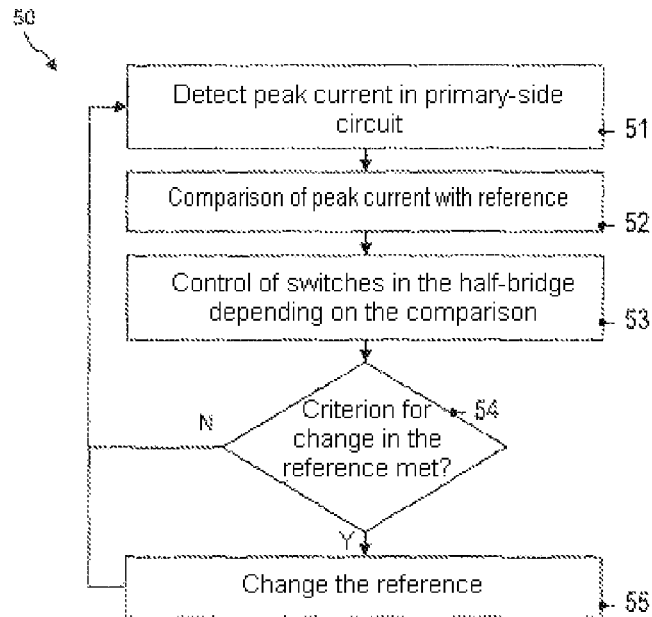 50
Detect peak current in primary-side
circuit
51
Comparison of peak current with reference
52
Control of switches in the half-bridge
depending on the comparison
53
Criterion for
change in the
reference met?
54
N
Y
Change the reference
55